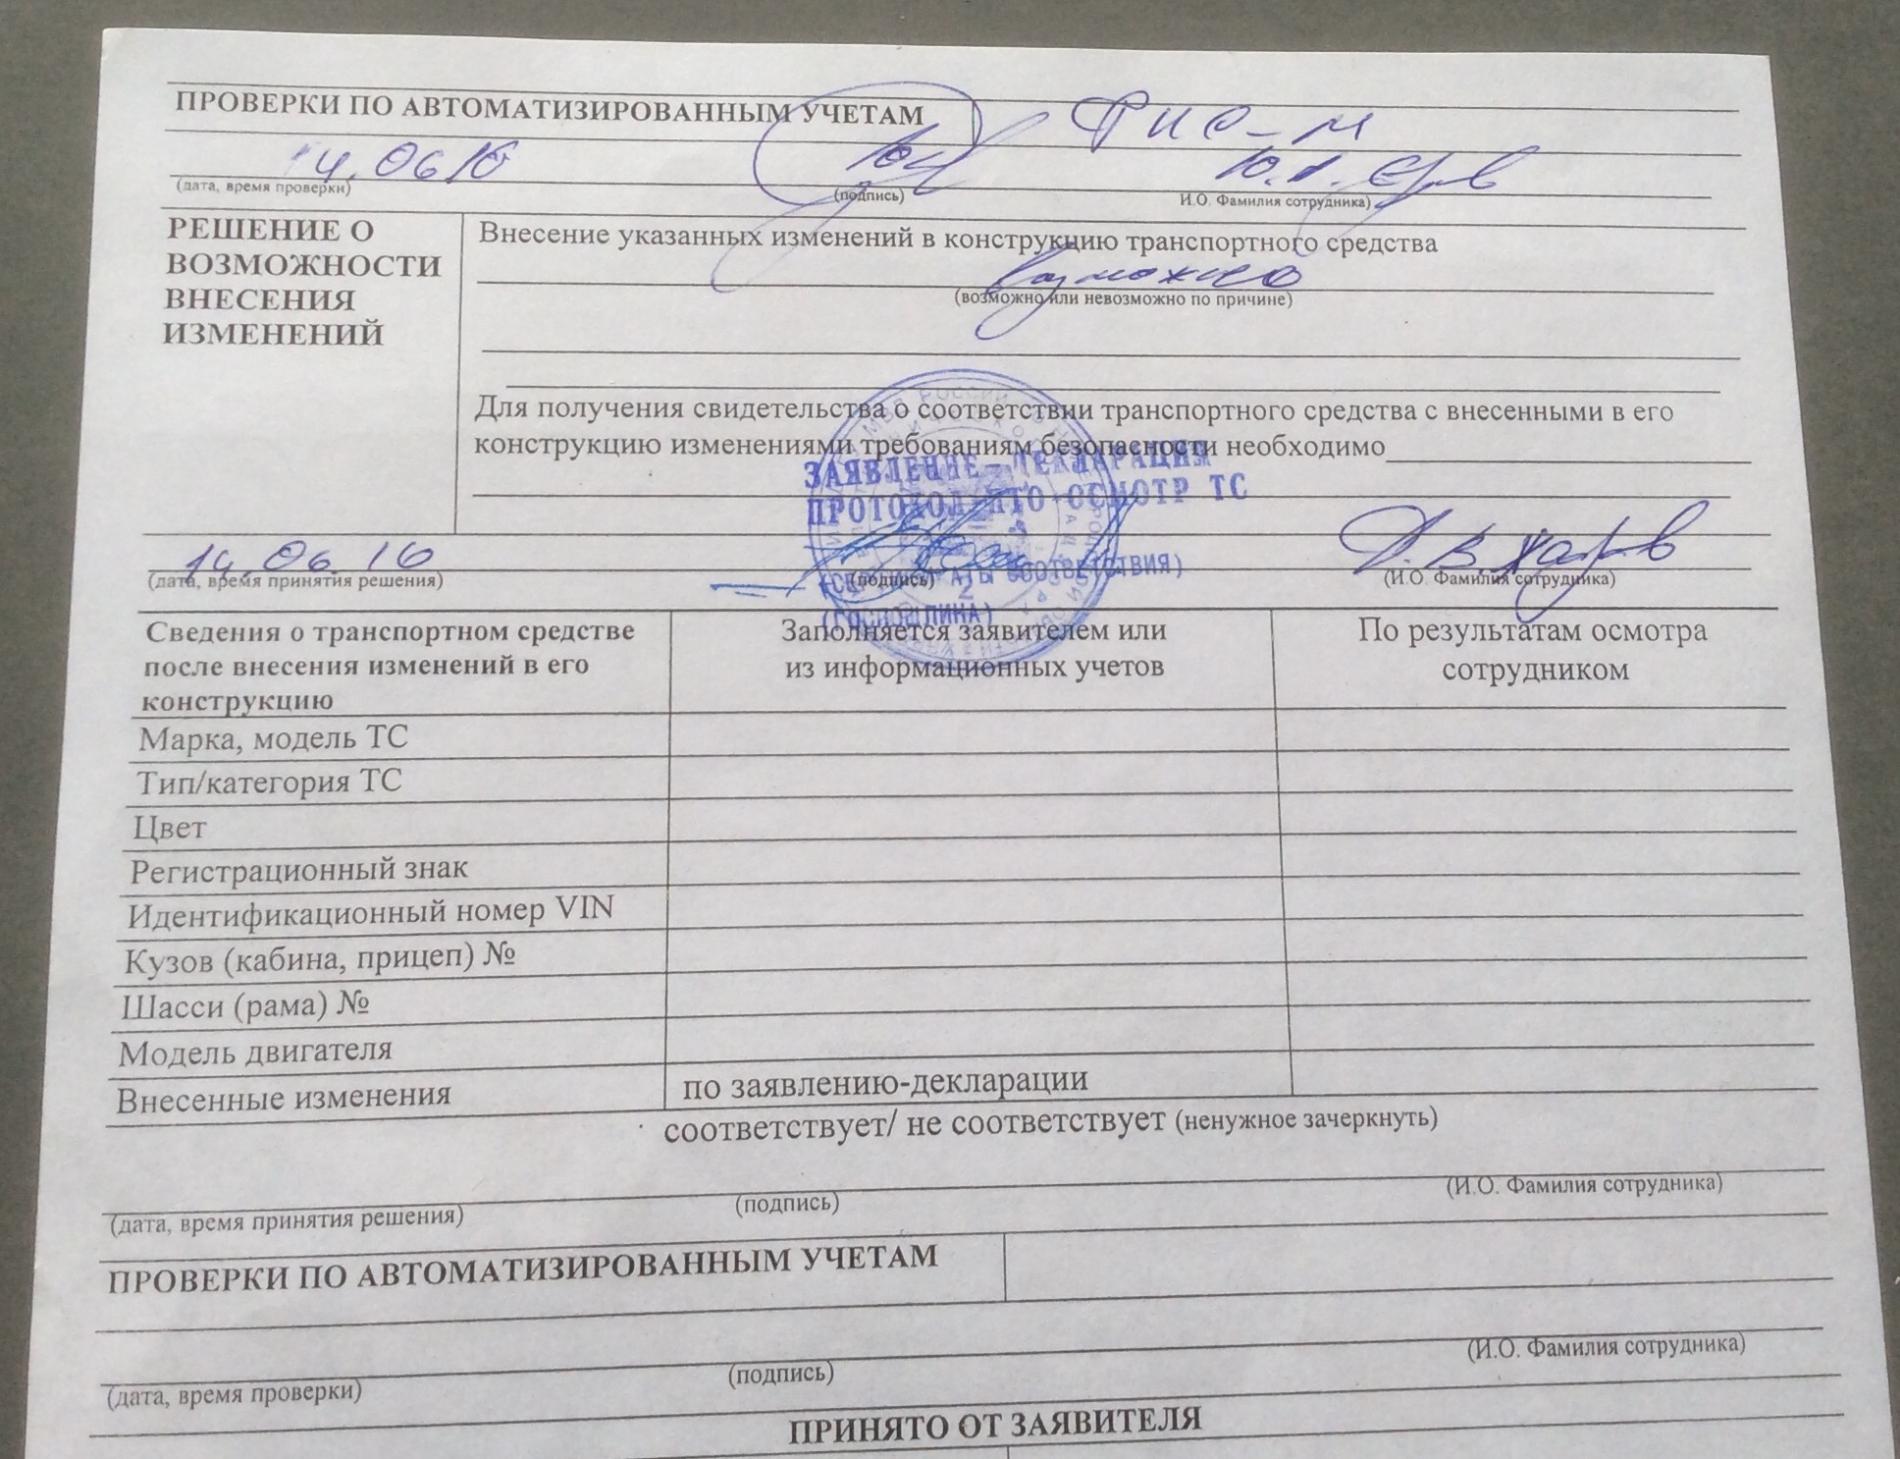 ПРОВЕРКИ ПО АВТОМАТИЗИРОВАННЫМ УЧЕТАМ
ФИС-М
14.06.16
(дата, время проверки)
(подпись)
И.О. Фамилия сотрудника)
РЕШЕНИЕ О
ВОЗМОЖНОСТИ
ВНЕСЕНИЯ
ИЗМЕНЕНИЙ
Внесение указанных изменений в конструкцию транспортного средства
возможно
(возможно или невозможно по причине)
Для получения свидетельства о соответствии транспортного средства с внесенными в его
конструкцию изменениями требованиям безопасности необходимо
ЗАЯВЛЕНИЕ-ДЕКЛАРАЦИЯ
ПРОТОКОЛ ПТО ОСМОТР ТС
14.06.16
(дата, время принятия решения)
(подпись)
(И.О. Фамилия сотрудника)
СООТВЕТСТВИЯ)
(ГОСПОШЛИНА)
Сведения о транспортном средстве
после внесения изменений в его
конструкцию
Заполняется заявителем или
из информационных учетов
По результатам осмотра
сотрудником
Марка, модель ТС
Тип/категория ТС
Цвет
Регистрационный знак
Идентификационный номер VIN
Кузов (кабина, прицеп) №
Шасси (рама) №
Модель двигателя
Внесенные изменения
по заявлению-декларации
соответствует/ не соответствует (ненужное зачеркнуть)
(дата, время принятия решения)
(подпись)
(И.О. Фамилия сотрудника)
ПРОВЕРКИ ПО АВТОМАТИЗИРОВАННЫМ УЧЕТАМ
(дата, время проверки)
(подпись)
(И.О. Фамилия сотрудника)
ПРИНЯТО ОТ ЗАЯВИТЕЛЯ